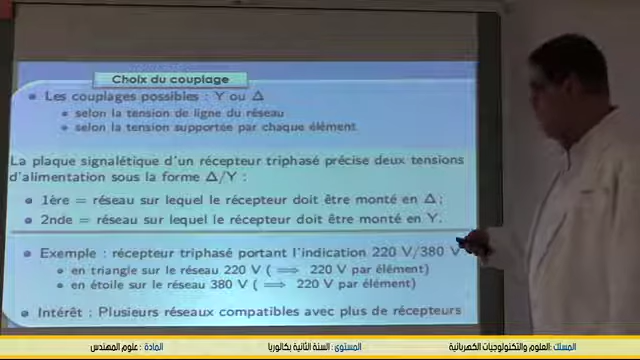 Choix du couplage
Les couplages possibles : Y ou Δ
selon la tension de ligne du réseau
selon la tension supportée par chaque élément
La plaque signalétique d'un récepteur triphasé précise deux tensions
d'alimentation sous la forme Δ/Y :
1ère = réseau sur lequel le récepteur doit être monté en Δ;
2nde = réseau sur lequel le récepteur doit être monté en Y.
Exemple : récepteur triphasé portant l'indication 220 V/380 V
en triangle sur le réseau 220 V ( ⟹ 220 V par élément)
en étoile sur le réseau 380 V ( ⟹ 220 V par élément)
Intérêt : Plusieurs réseaux compatibles avec plus de récepteurs
المسلك :العلوم والتكنولوجيات الكهربائية
المستوى : السنة الثانية بكالوريا
المادة : علوم المهندس